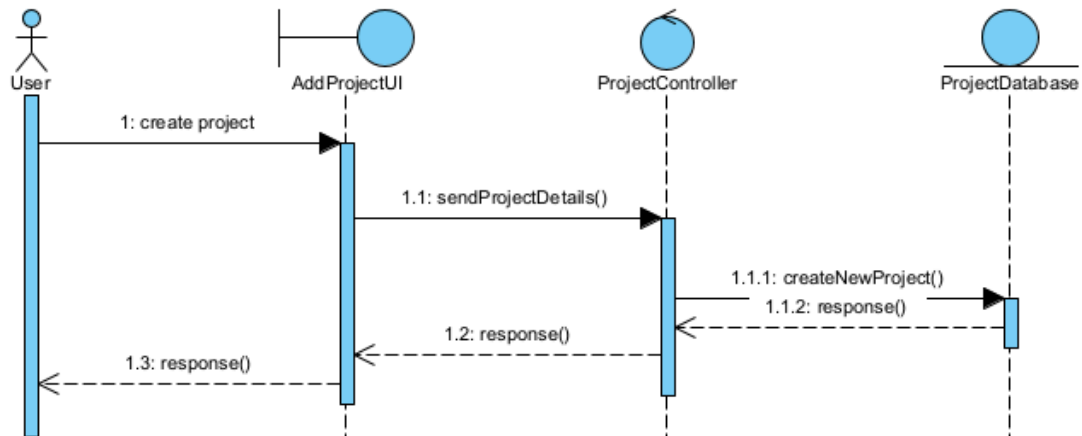 User
AddProjectUI
ProjectController
ProjectDatabase
1: create project
1.1: sendProjectDetails()
1.1.1: createNewProject()
1.1.2: response()
1.2: response()
1.3: response()